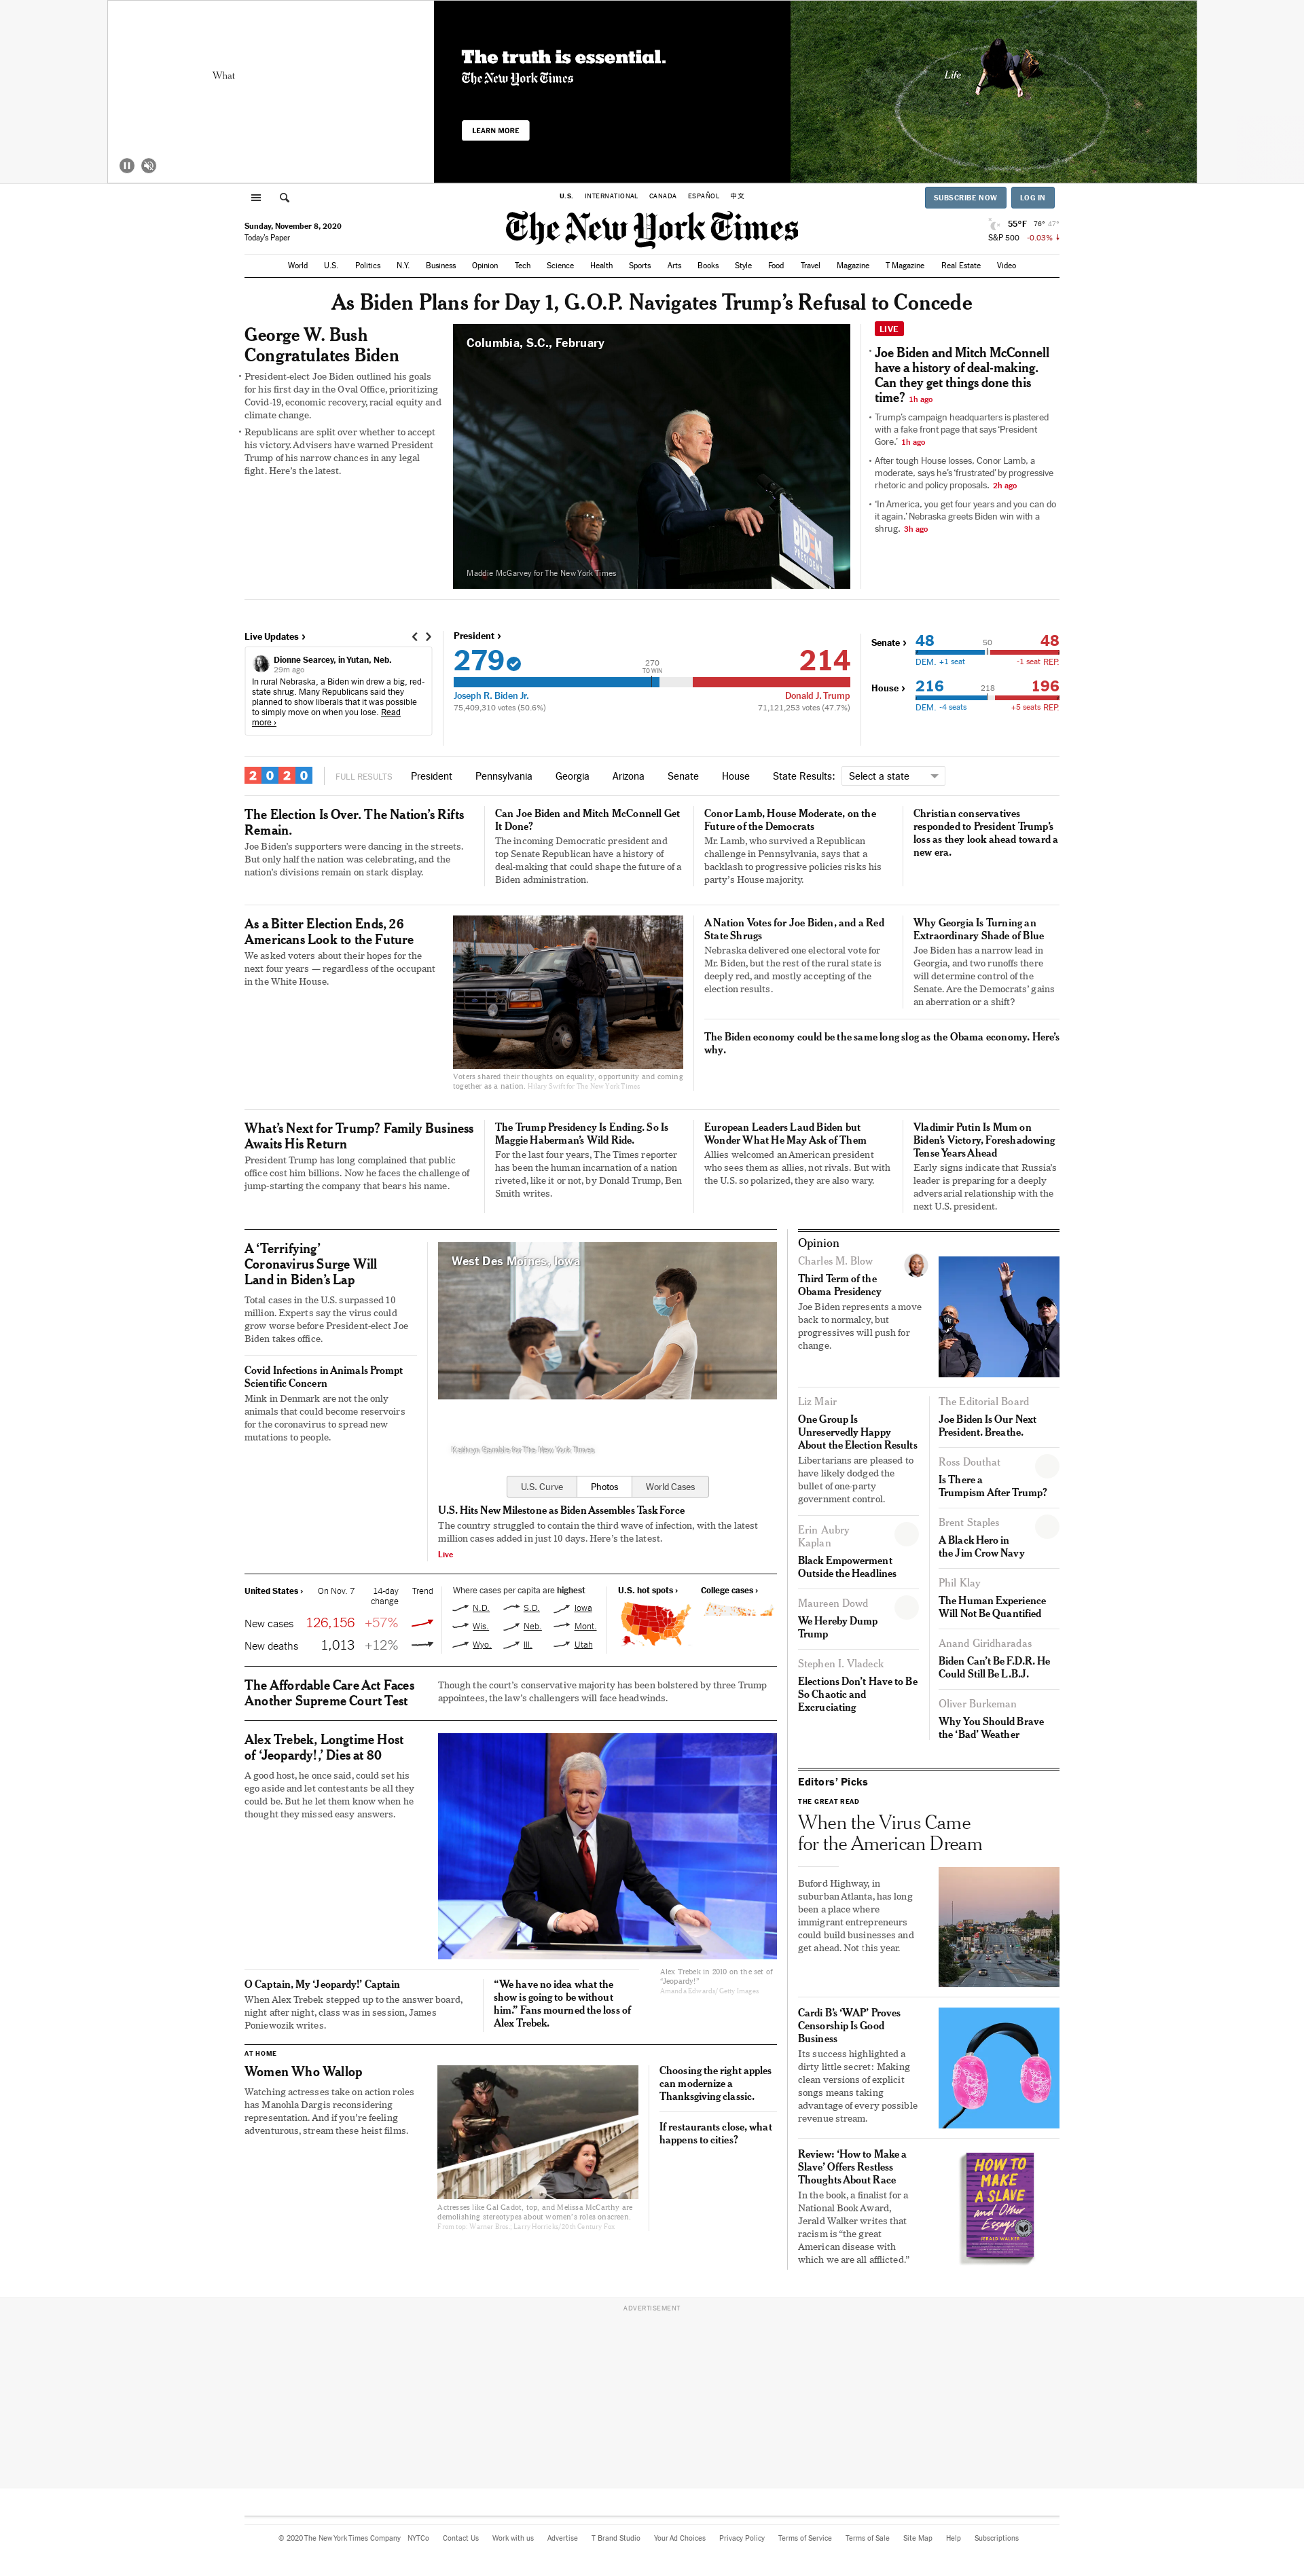 What
The truth is essential.
The New York Times
LEARN MORE
Life
U.S. INTERNATIONAL CANADA ESPAÑOL 中文
SUBSCRIBE NOW LOG IN
Sunday, November 8, 2020
Today's Paper
The New York Times
55°F 76° 47°
S&P 500 -0.03%
World U.S. Politics N.Y. Business Opinion Tech Science Health Sports Arts Books Style Food Travel Magazine T Magazine Real Estate Video
As Biden Plans for Day 1, G.O.P. Navigates Trump's Refusal to Concede
George W. Bush
Congratulates Biden
President-elect Joe Biden outlined his goals
for his first day in the Oval Office, prioritizing
Covid-19, economic recovery, racial equity and
climate change.
Republicans are split over whether to accept
his victory. Advisers have warned President
Trump of his narrow chances in any legal
fight. Here's the latest.
Columbia, S.C., February
BIDEN
PRESIDENT
Maddie McGarvey for The New York Times
LIVE
Joe Biden and Mitch McConnell
have a history of deal-making.
Can they get things done this
time? 1h ago
Trump's campaign headquarters is plastered
with a fake front page that says 'President
Gore.' 1h ago
After tough House losses, Conor Lamb, a
moderate, says he's 'frustrated' by progressive
rhetoric and policy proposals. 2h ago
'In America, you get four years and you can do
it again.' Nebraska greets Biden win with a
shrug. 3h ago
Live Updates ›
Dionne Searcey, in Yutan, Neb.
29m ago
In rural Nebraska, a Biden win drew a big, red-
state shrug. Many Republicans said they
planned to show liberals that it was possible
to simply move on when you lose. Read
more ›
President ›
279 214
270
TO WIN
Joseph R. Biden Jr. Donald J. Trump
75,409,310 votes (50.6%) 71,121,253 votes (47.7%)
Senate › 48 50 48
DEM. +1 seat -1 seat REP.
House › 216 218 196
DEM. -4 seats +5 seats REP.
2020 FULL RESULTS President Pennsylvania Georgia Arizona Senate House State Results: Select a state
The Election Is Over. The Nation's Rifts
Remain.
Joe Biden's supporters were dancing in the streets.
But only half the nation was celebrating, and the
nation's divisions remain on stark display.
Can Joe Biden and Mitch McConnell Get
It Done?
The incoming Democratic president and
top Senate Republican have a history of
deal-making that could shape the future of a
Biden administration.
Conor Lamb, House Moderate, on the
Future of the Democrats
Mr. Lamb, who survived a Republican
challenge in Pennsylvania, says that a
backlash to progressive policies risks his
party's House majority.
Christian conservatives
responded to President Trump's
loss as they look ahead toward a
new era.
As a Bitter Election Ends, 26
Americans Look to the Future
We asked voters about their hopes for the
next four years — regardless of the occupant
in the White House.
Voters shared their thoughts on equality, opportunity and coming
together as a nation. Hilary Swift for The New York Times
A Nation Votes for Joe Biden, and a Red
State Shrugs
Nebraska delivered one electoral vote for
Mr. Biden, but the rest of the rural state is
deeply red, and mostly accepting of the
election results.
Why Georgia Is Turning an
Extraordinary Shade of Blue
Joe Biden has a narrow lead in
Georgia, and two runoffs there
will determine control of the
Senate. Are the Democrats' gains
an aberration or a shift?
The Biden economy could be the same long slog as the Obama economy. Here's
why.
What's Next for Trump? Family Business
Awaits His Return
President Trump has long complained that public
office cost him billions. Now he faces the challenge of
jump-starting the company that bears his name.
The Trump Presidency Is Ending. So Is
Maggie Haberman's Wild Ride.
For the last four years, The Times reporter
has been the human incarnation of a nation
riveted, like it or not, by Donald Trump, Ben
Smith writes.
European Leaders Laud Biden but
Wonder What He May Ask of Them
Allies welcomed an American president
who sees them as allies, not rivals. But with
the U.S. so polarized, they are also wary.
Vladimir Putin Is Mum on
Biden's Victory, Foreshadowing
Tense Years Ahead
Early signs indicate that Russia's
leader is preparing for a deeply
adversarial relationship with the
next U.S. president.
A 'Terrifying'
Coronavirus Surge Will
Land in Biden's Lap
Total cases in the U.S. surpassed 10
million. Experts say the virus could
grow worse before President-elect Joe
Biden takes office.
Covid Infections in Animals Prompt
Scientific Concern
Mink in Denmark are not the only
animals that could become reservoirs
for the coronavirus to spread new
mutations to people.
West Des Moines, Iowa
Kathryn Gamble for The New York Times
U.S. Curve Photos World Cases
U.S. Hits New Milestone as Biden Assembles Task Force
The country struggled to contain the third wave of infection, with the latest
million cases added in just 10 days. Here's the latest.
Live
United States › On Nov. 7 14-day change Trend
New cases 126,156 +57%
New deaths 1,013 +12%
Where cases per capita are highest
N.D. S.D. Iowa
Wis. Neb. Mont.
Wyo. Ill. Utah
U.S. hot spots › College cases ›
The Affordable Care Act Faces
Another Supreme Court Test
Though the court's conservative majority has been bolstered by three Trump
appointees, the law's challengers will face headwinds.
Alex Trebek, Longtime Host
of 'Jeopardy!,' Dies at 80
A good host, he once said, could set his
ego aside and let contestants be all they
could be. But he let them know when he
thought they missed easy answers.
Alex Trebek in 2010 on the set of
"Jeopardy!"
Amanda Edwards/Getty Images
O Captain, My 'Jeopardy!' Captain
When Alex Trebek stepped up to the answer board,
night after night, class was in session, James
Poniewozik writes.
"We have no idea what the
show is going to be without
him." Fans mourned the loss of
Alex Trebek.
AT HOME
Women Who Wallop
Watching actresses take on action roles
has Manohla Dargis reconsidering
representation. And if you're feeling
adventurous, stream these heist films.
Actresses like Gal Gadot, top, and Melissa McCarthy are
demolishing stereotypes about women's roles onscreen.
From top: Warner Bros., Larry Horricks/20th Century Fox
Choosing the right apples
can modernize a
Thanksgiving classic.
If restaurants close, what
happens to cities?
Opinion
Charles M. Blow
Third Term of the
Obama Presidency
Joe Biden represents a move
back to normalcy, but
progressives will push for
change.
Liz Mair
One Group Is
Unreservedly Happy
About the Election Results
Libertarians are pleased to
have likely dodged the
bullet of one-party
government control.
Erin Aubry
Kaplan
Black Empowerment
Outside the Headlines
Maureen Dowd
We Hereby Dump
Trump
Stephen I. Vladeck
Elections Don't Have to Be
So Chaotic and
Excruciating
The Editorial Board
Joe Biden Is Our Next
President. Breathe.
Ross Douthat
Is There a
Trumpism After Trump?
Brent Staples
A Black Hero in
the Jim Crow Navy
Phil Klay
The Human Experience
Will Not Be Quantified
Anand Giridharadas
Biden Can't Be F.D.R. He
Could Still Be L.B.J.
Oliver Burkeman
Why You Should Brave
the 'Bad' Weather
Editors' Picks
THE GREAT READ
When the Virus Came
for the American Dream
Buford Highway, in
suburban Atlanta, has long
been a place where
immigrant entrepreneurs
could build businesses and
get ahead. Not this year.
Cardi B's 'WAP' Proves
Censorship Is Good
Business
Its success highlighted a
dirty little secret: Making
clean versions of explicit
songs means taking
advantage of every possible
revenue stream.
Review: 'How to Make a
Slave' Offers Restless
Thoughts About Race
In the book, a finalist for a
National Book Award,
Jerald Walker writes that
racism is "the great
American disease with
which we are all afflicted."
HOW TO
MAKE
A SLAVE
and Other
Essays
JERALD WALKER
ADVERTISEMENT
© 2020 The New York Times Company NYTCo Contact Us Work with us Advertise T Brand Studio Your Ad Choices Privacy Policy Terms of Service Terms of Sale Site Map Help Subscriptions